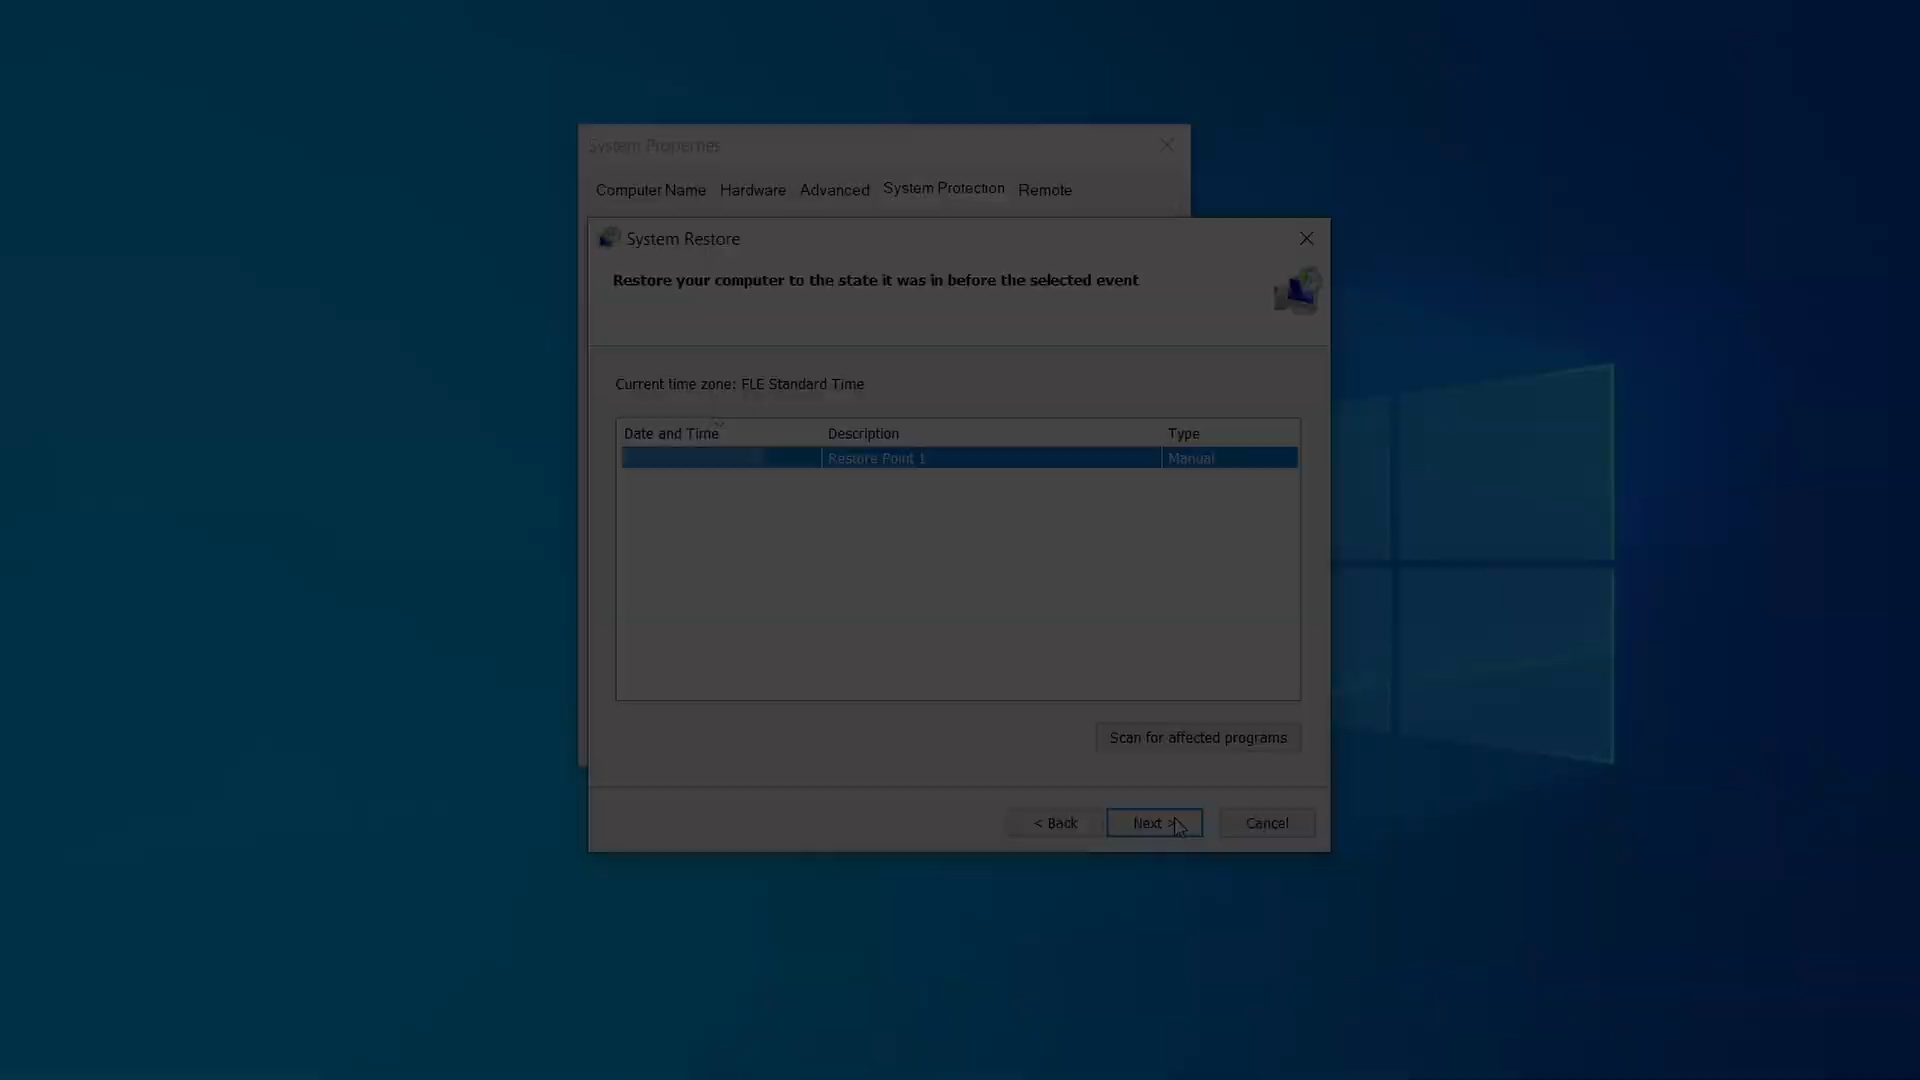 System Properties
Computer Name Hardware Advanced System Protection Remote
System Restore
Restore your computer to the state it was in before the selected event
Current time zone: FLE Standard Time
Date and Time Description Type
Restore Point 1 Manual
Scan for affected programs
< Back Next > Cancel